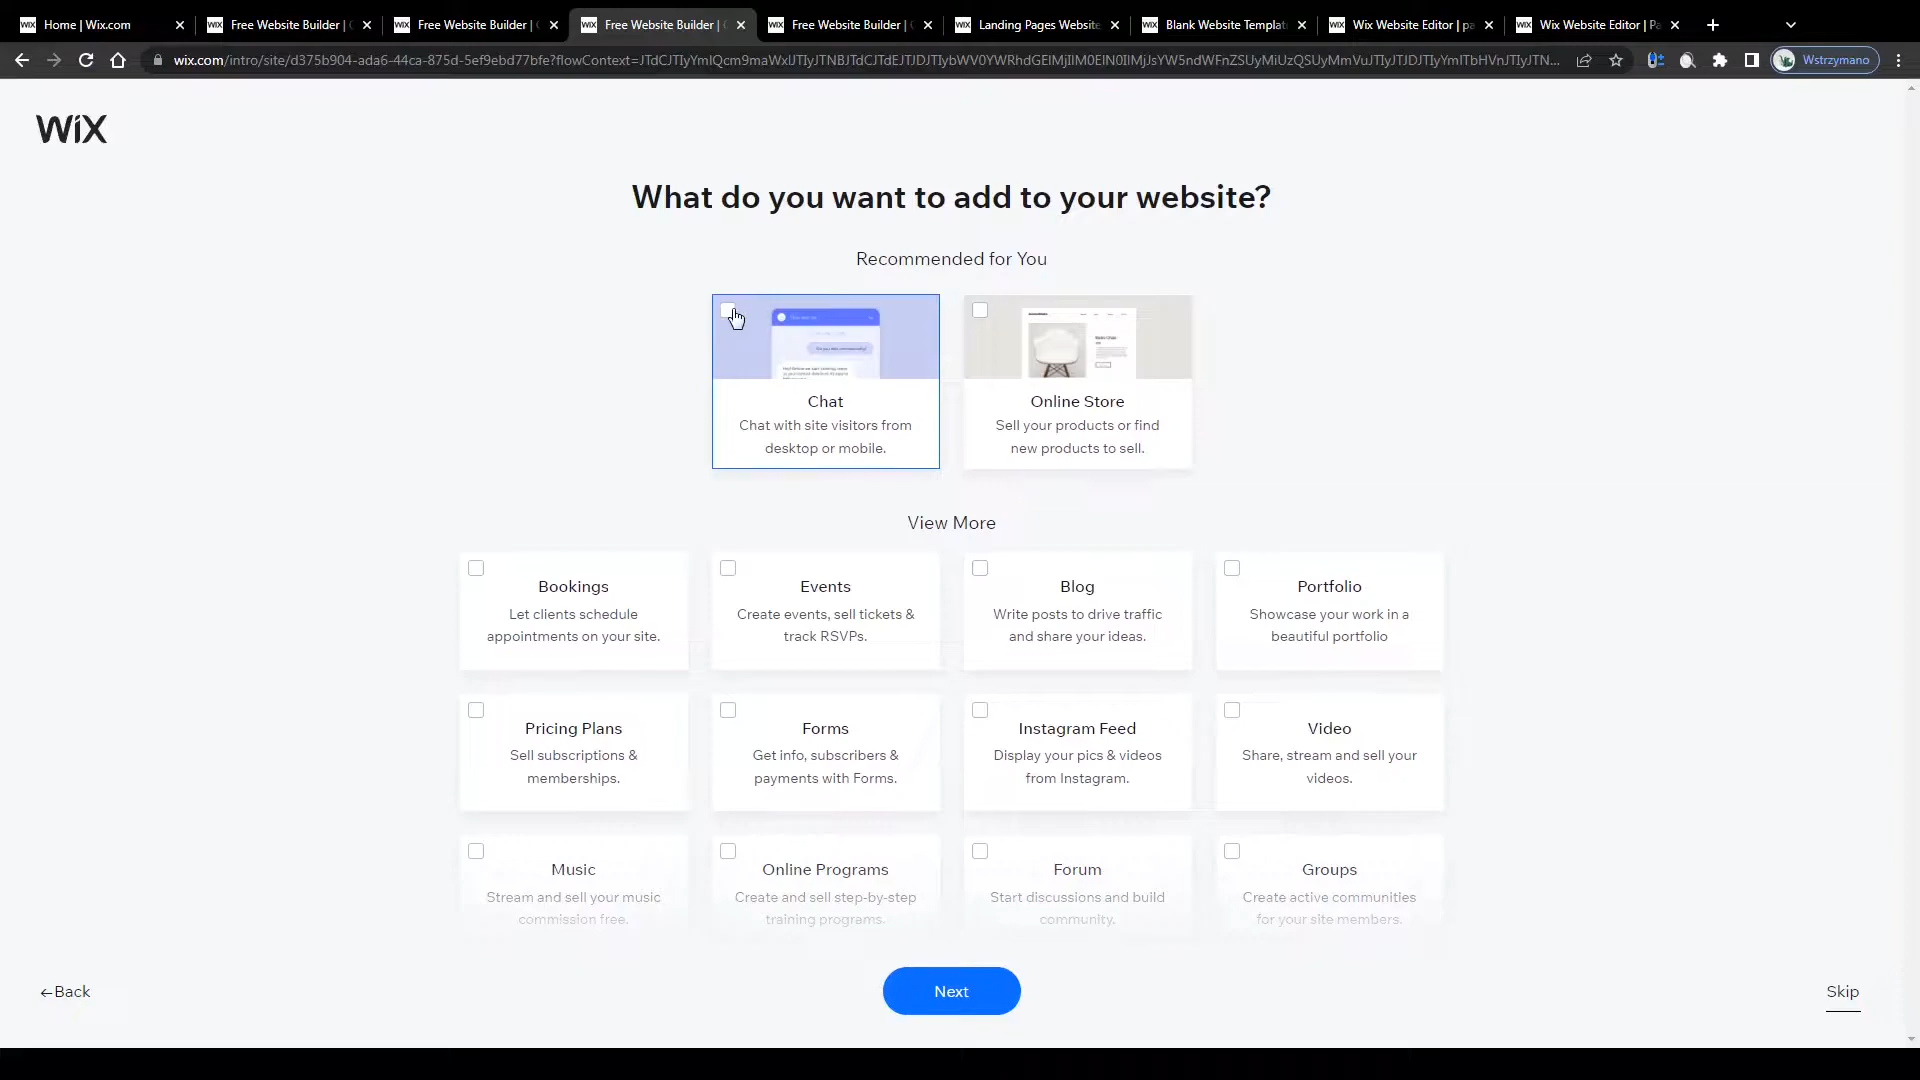 Home | Wix.com
Free Website Builder |
Free Website Builder |
Free Website Builder |
Free Website Builder |
Landing Pages Website
Blank Website Templat
Wix Website Editor | pa
Wix Website Editor | Pa
Wstrzymano
WiX
What do you want to add to your website?
Recommended for You
Chat
Chat with site visitors from
desktop or mobile.
Online Store
Sell your products or find
new products to sell.
View More
Bookings
Let clients schedule
appointments on your site.
Events
Create events, sell tickets &
track RSVPs.
Blog
Write posts to drive traffic
and share your ideas.
Portfolio
Showcase your work in a
beautiful portfolio
Pricing Plans
Sell subscriptions &
memberships.
Forms
Get info, subscribers &
payments with Forms.
Instagram Feed
Display your pics & videos
from Instagram.
Video
Share, stream and sell your
videos.
Music
Stream and sell your music
commission free.
Online Programs
Create and sell step-by-step
training programs.
Forum
Start discussions and build
community.
Groups
Create active communities
for your site members.
←Back
Next
Skip